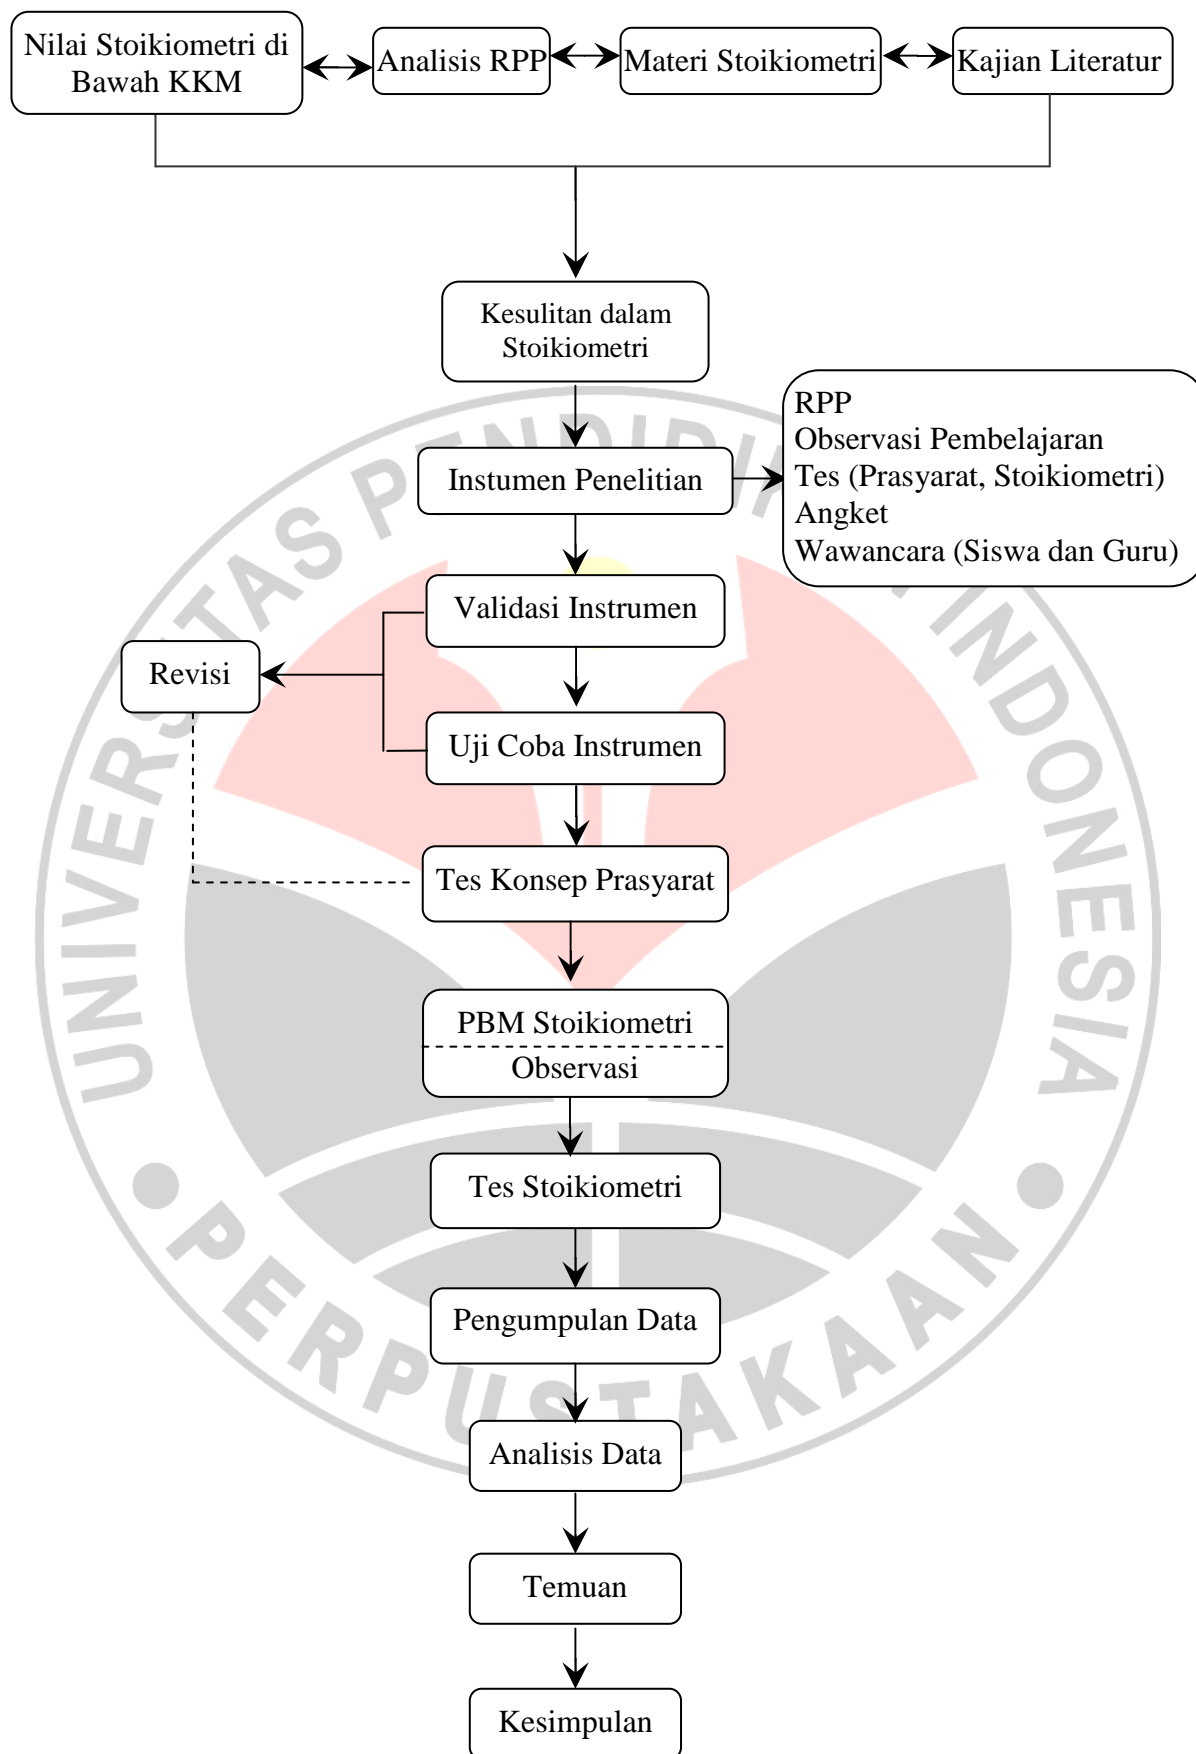 Nilai Stoikiometri di
Bawah KKM
Analisis RPP
Materi Stoikiometri
Kajian Literatur
Kesulitan dalam
Stoikiometri
Instumen Penelitian
RPP
Observasi Pembelajaran
Tes (Prasyarat, Stoikiometri)
Angket
Wawancara (Siswa dan Guru)
Validasi Instrumen
Revisi
Uji Coba Instrumen
Tes Konsep Prasyarat
PBM Stoikiometri
Observasi
Tes Stoikiometri
Pengumpulan Data
Analisis Data
Temuan
Kesimpulan
UNIVERSITAS PENDIDIKAN INDONESIA
PERPUSTAKAAN